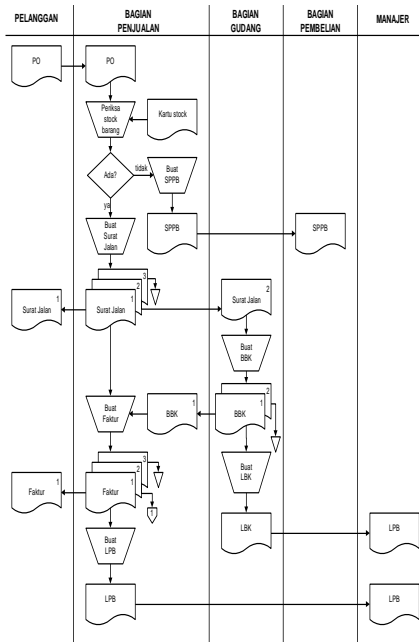 PELANGGAN
BAGIAN
PENJUALAN
BAGIAN
GUDANG
BAGIAN
PEMBELIAN
MANAJER
PO
PO
Periksa
stock
barang
Kartu stock
Ada?
tidak
Buat
SPPB
ya
Buat
Surat
Jalan
SPPB
SPPB
3
2
1
Surat Jalan
1
Surat Jalan
2
Surat Jalan
Buat
BBK
Buat
Faktur
1
BBK
2
1
BBK
3
2
1
Faktur
1
Faktur
1
Buat
LBK
Buat
LPB
LBK
LPB
LPB
LPB